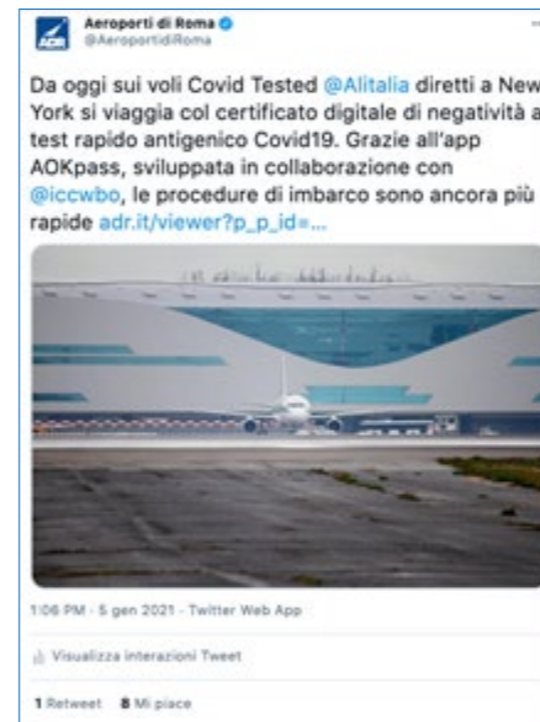 Aeroporti di Roma
@AeroportidiRoma
Da oggi sui voli Covid Tested @Alitalia diretti a New
York si viaggia col certificato digitale di negatività a
test rapido antigenico Covid19. Grazie all'app
AOKpass, sviluppata in collaborazione con
@iccwbo, le procedure di imbarco sono ancora più
rapide adr.it/viewer?p_p_id=...
1:06 PM · 5 gen 2021 · Twitter Web App
Visualizza interazioni Tweet
1 Retweet 8 Mi piace